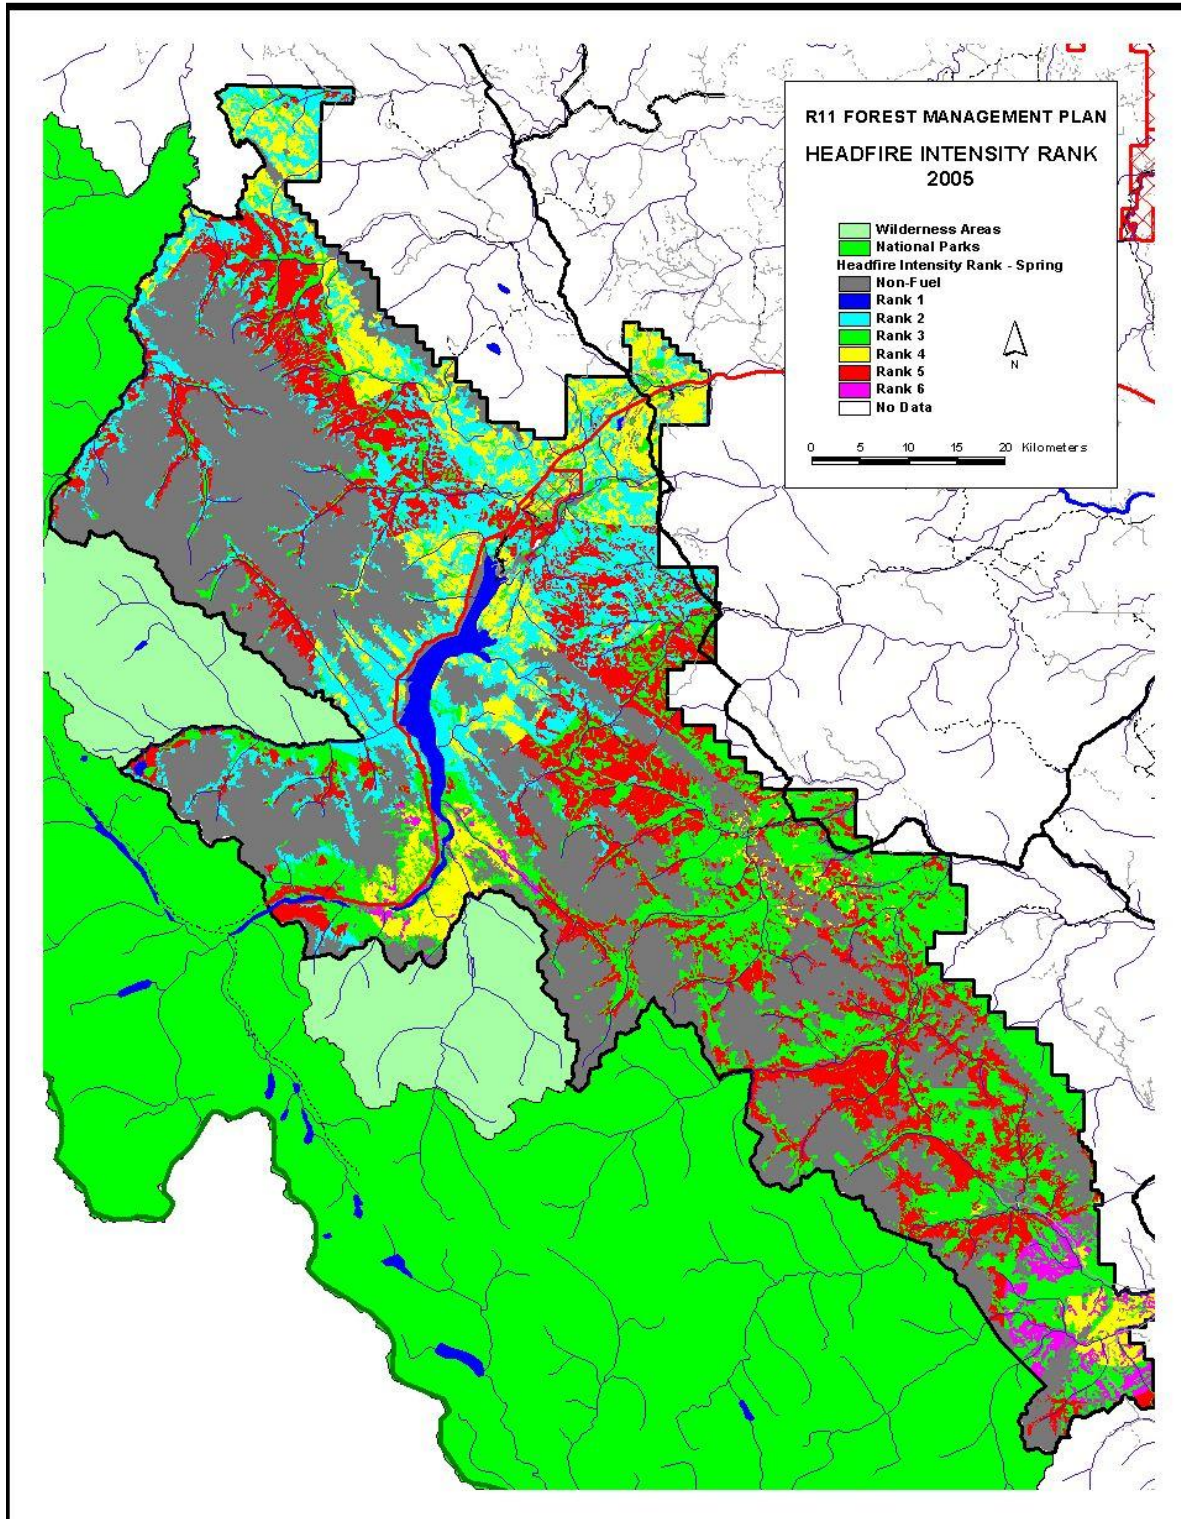 R11 FOREST MANAGEMENT PLAN
HEADFIRE INTENSITY RANK
2005
Wilderness Areas
National Parks
Headfire Intensity Rank - Spring
Non-Fuel
Rank 1
Rank 2
Rank 3
Rank 4
Rank 5
Rank 6
No Data
N
0 5 10 15 20 Kilometers